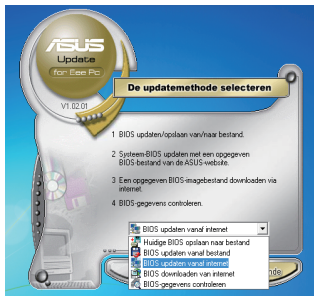 ASUS
Update
for Eee Pc
V1.02.01
De updatemethode selecteren
1 BIOS updaten/opslaan van/naar bestand.
2 Systeem-BIOS updaten met een opgegeven
BIOS-bestand van de ASUS-website.
3 Een opgegeven BIOS-imagebestand downloaden via
internet.
4 BIOS-gegevens controleren.
BIOS updaten vanaf internet
Huidige BIOS opslaan naar bestand
BIOS updaten vanaf bestand
BIOS updaten vanaf internet
BIOS downloaden van internet
BIOS-gegevens controleren